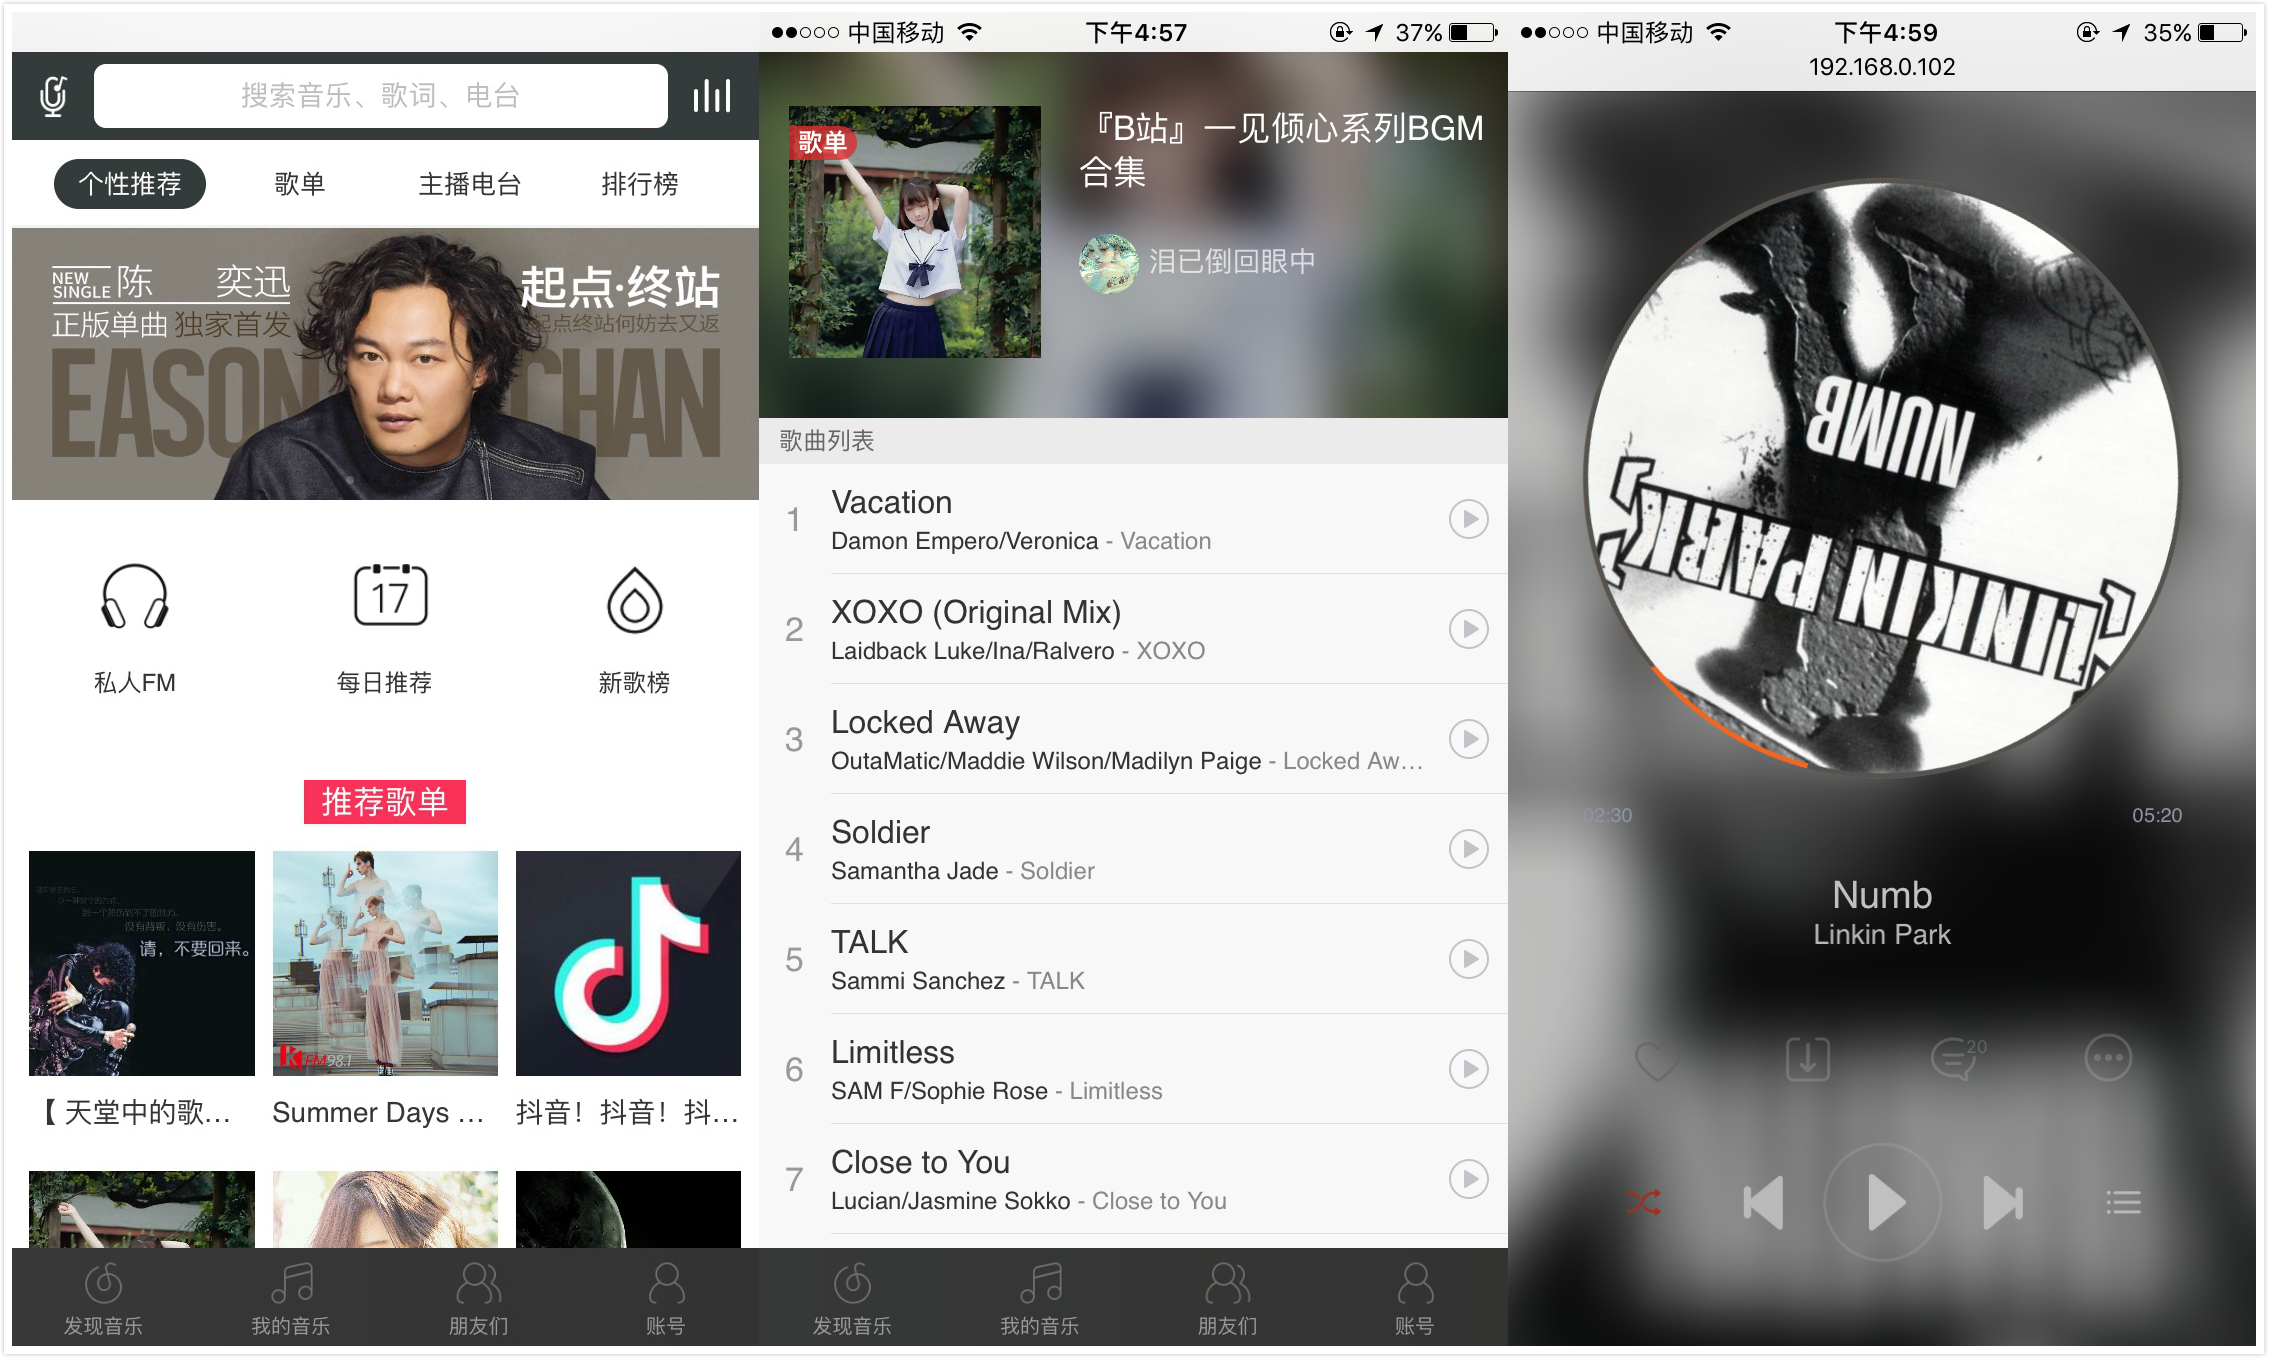 搜索音乐、歌词、电台
个性推荐
歌单
主播电台
排行榜
NEW SINGLE 陈 奕迅
正版单曲 独家首发
起点·终站
起点终站何妨去又返
EASON CHAN
17
私人FM
每日推荐
新歌榜
推荐歌单
没有背叛，没有伤害。
请，不要回来。
FM98.1
【 天堂中的歌…
Summer Days …
抖音！抖音！抖…
发现音乐
我的音乐
朋友们
账号
中国移动
下午4:57
37%
歌单
『B站』一见倾心系列BGM
合集
泪已倒回眼中
歌曲列表
1
Vacation
Damon Empero/Veronica - Vacation
2
XOXO (Original Mix)
Laidback Luke/Ina/Ralvero - XOXO
3
Locked Away
OutaMatic/Maddie Wilson/Madilyn Paige - Locked Aw…
4
Soldier
Samantha Jade - Soldier
5
TALK
Sammi Sanchez - TALK
6
Limitless
SAM F/Sophie Rose - Limitless
7
Close to You
Lucian/Jasmine Sokko - Close to You
发现音乐
我的音乐
朋友们
账号
中国移动
下午4:59
35%
192.168.0.102
NUMB
LINKIN PARK
02:30
05:20
Numb
Linkin Park
20